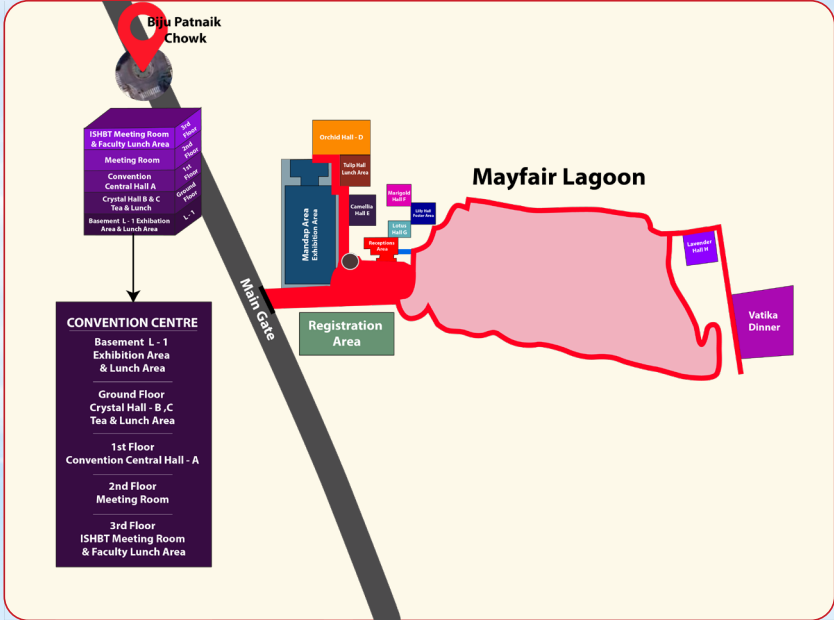 Biju Patnaik
Chowk
ISHBT Meeting Room
& Faculty Lunch Area
3rd
Floor
Meeting Room
2nd
Floor
Convention
Central Hall A
1st
Floor
Crystal Hall B & C
Tea & Lunch
Ground
Floor
Basement L - 1 Exhibation
Area & Lunch Area
L - 1
CONVENTION CENTRE
Basement L - 1
Exhibition Area
& Lunch Area
Ground Floor
Crystal Hall - B ,C
Tea & Lunch Area
1st Floor
Convention Central Hall - A
2nd Floor
Meeting Room
3rd Floor
ISHBT Meeting Room
& Faculty Lunch Area
Main Gate
Orchid Hall - D
Tulip Hall
Lunch Area
Mandap Area
Exhibition Area
Camellia
Hall E
Marigold
Hall F
Lilly Hall
Poster Area
Lotus
Hall G
Receptions
Area
Registration
Area
Mayfair Lagoon
Lavender
Hall H
Vatika
Dinner